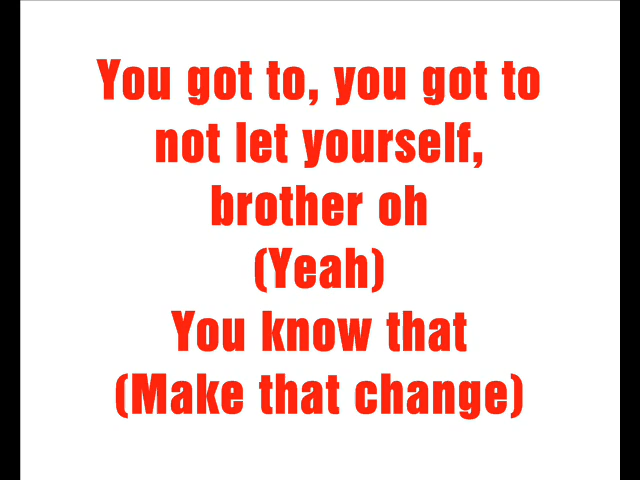 You got to, you got to
not let yourself,
brother oh
(Yeah)
You know that
(Make that change)